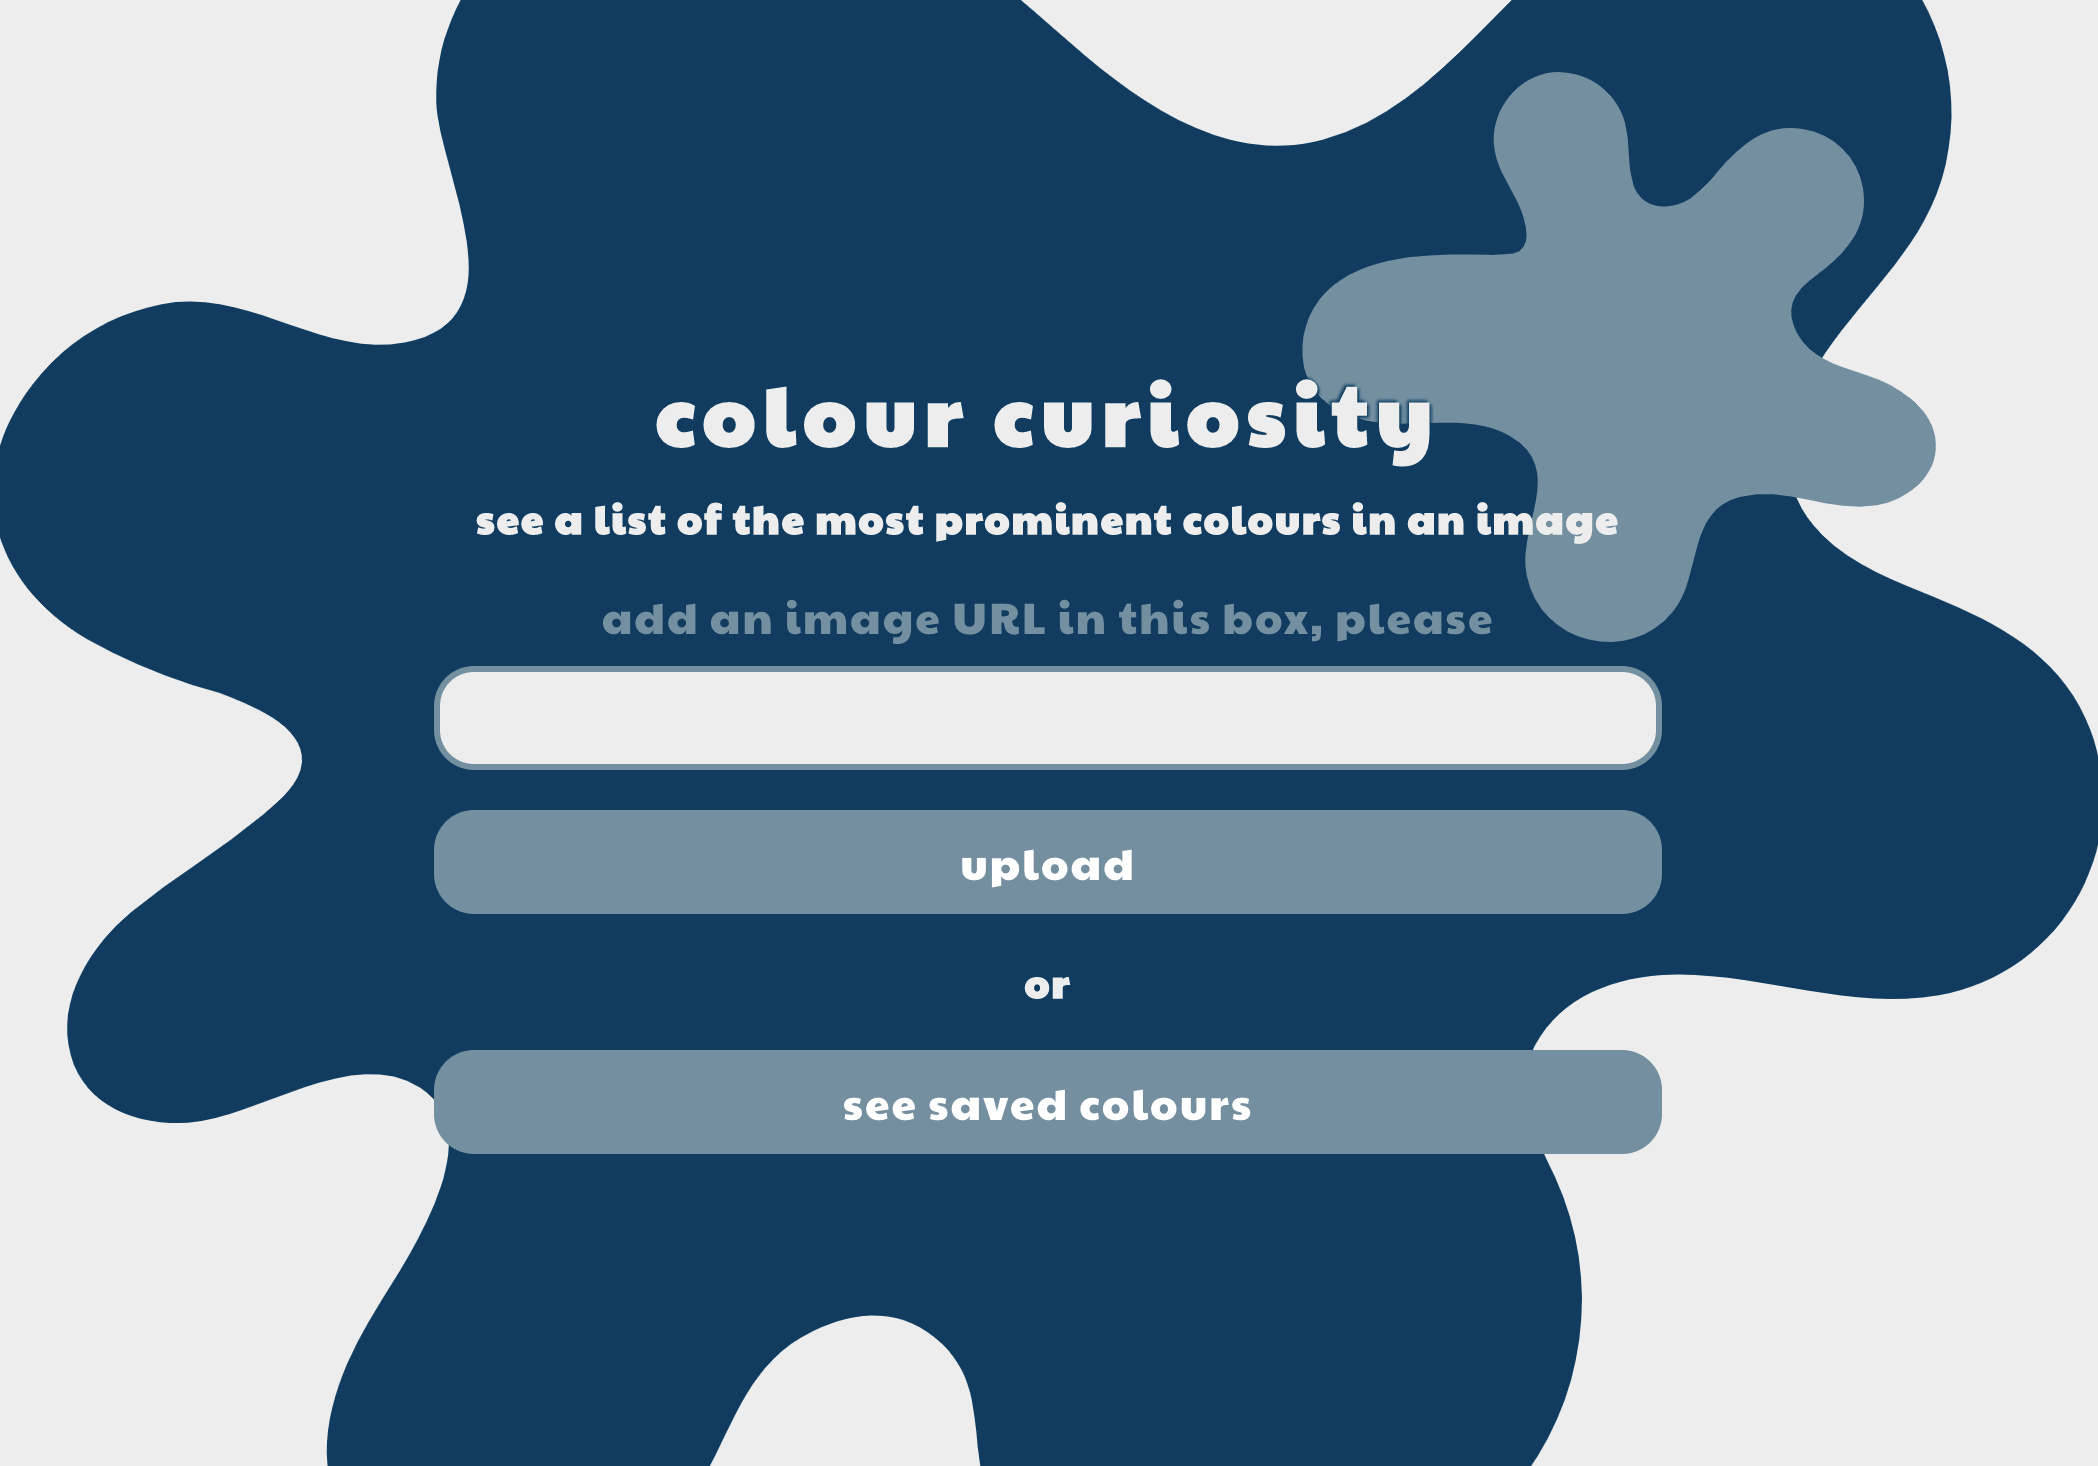 colour curiosity
see a list of the most prominent colours in an image
add an image URL in this box, please
upload
or
see saved colours